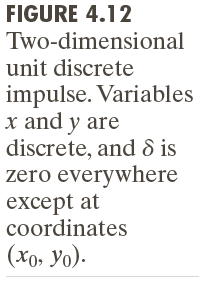 FIGURE 4.12
Two-dimensional
unit discrete
impulse. Variables
x and y are
discrete, and δ is
zero everywhere
except at
coordinates
(x₀, y₀).